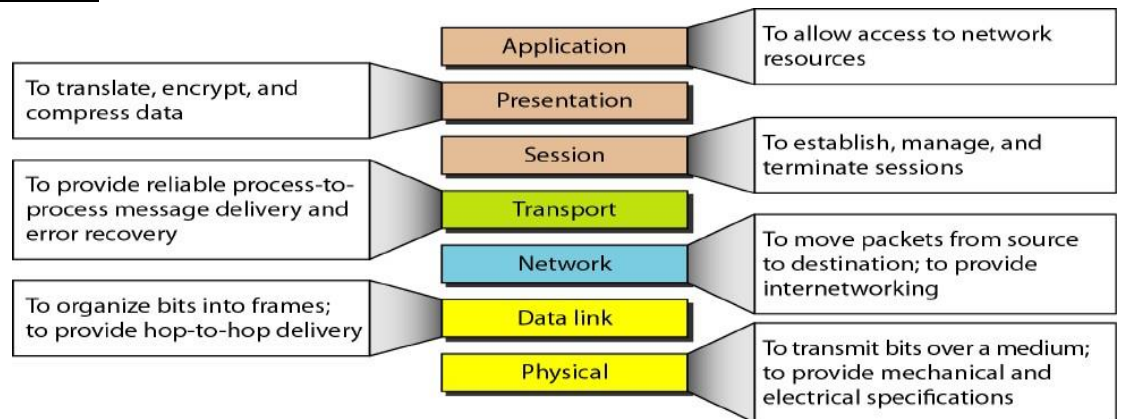 Application
To allow access to network
resources
To translate, encrypt, and
compress data
Presentation
Session
To establish, manage, and
terminate sessions
To provide reliable process-to-
process message delivery and
error recovery
Transport
Network
To move packets from source
to destination; to provide
internetworking
To organize bits into frames;
to provide hop-to-hop delivery
Data link
Physical
To transmit bits over a medium;
to provide mechanical and
electrical specifications